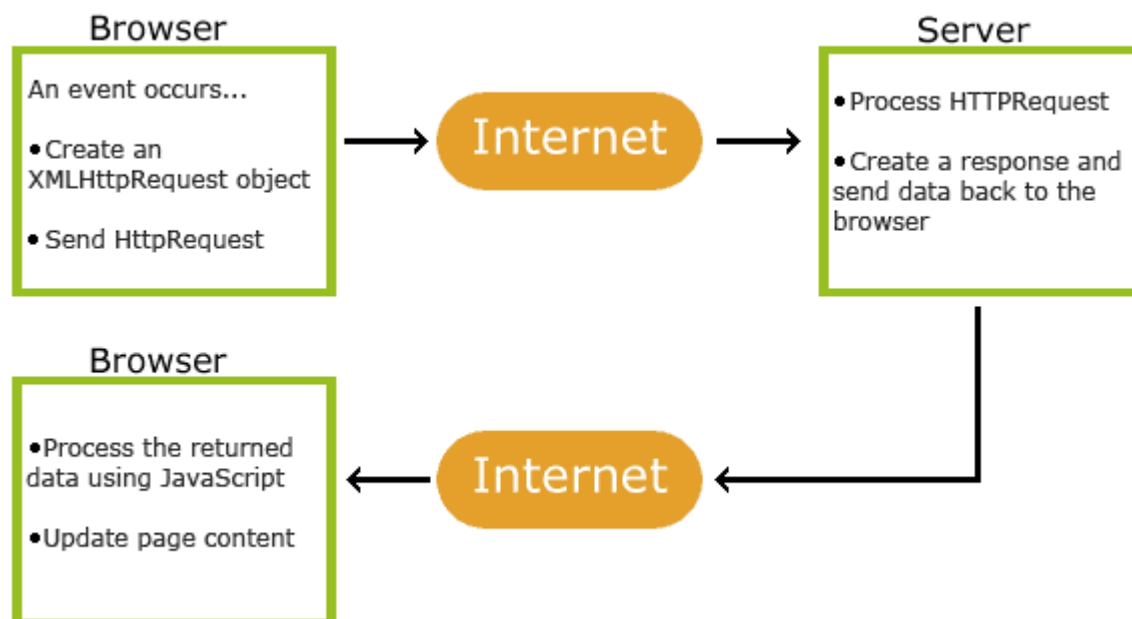 Browser
An event occurs...
•Create an
XMLHttpRequest object
• Send HttpRequest
Internet
Server
•Process HTTPRequest
•Create a response and
send data back to the
browser
Browser
•Process the returned
data using JavaScript
•Update page content
Internet